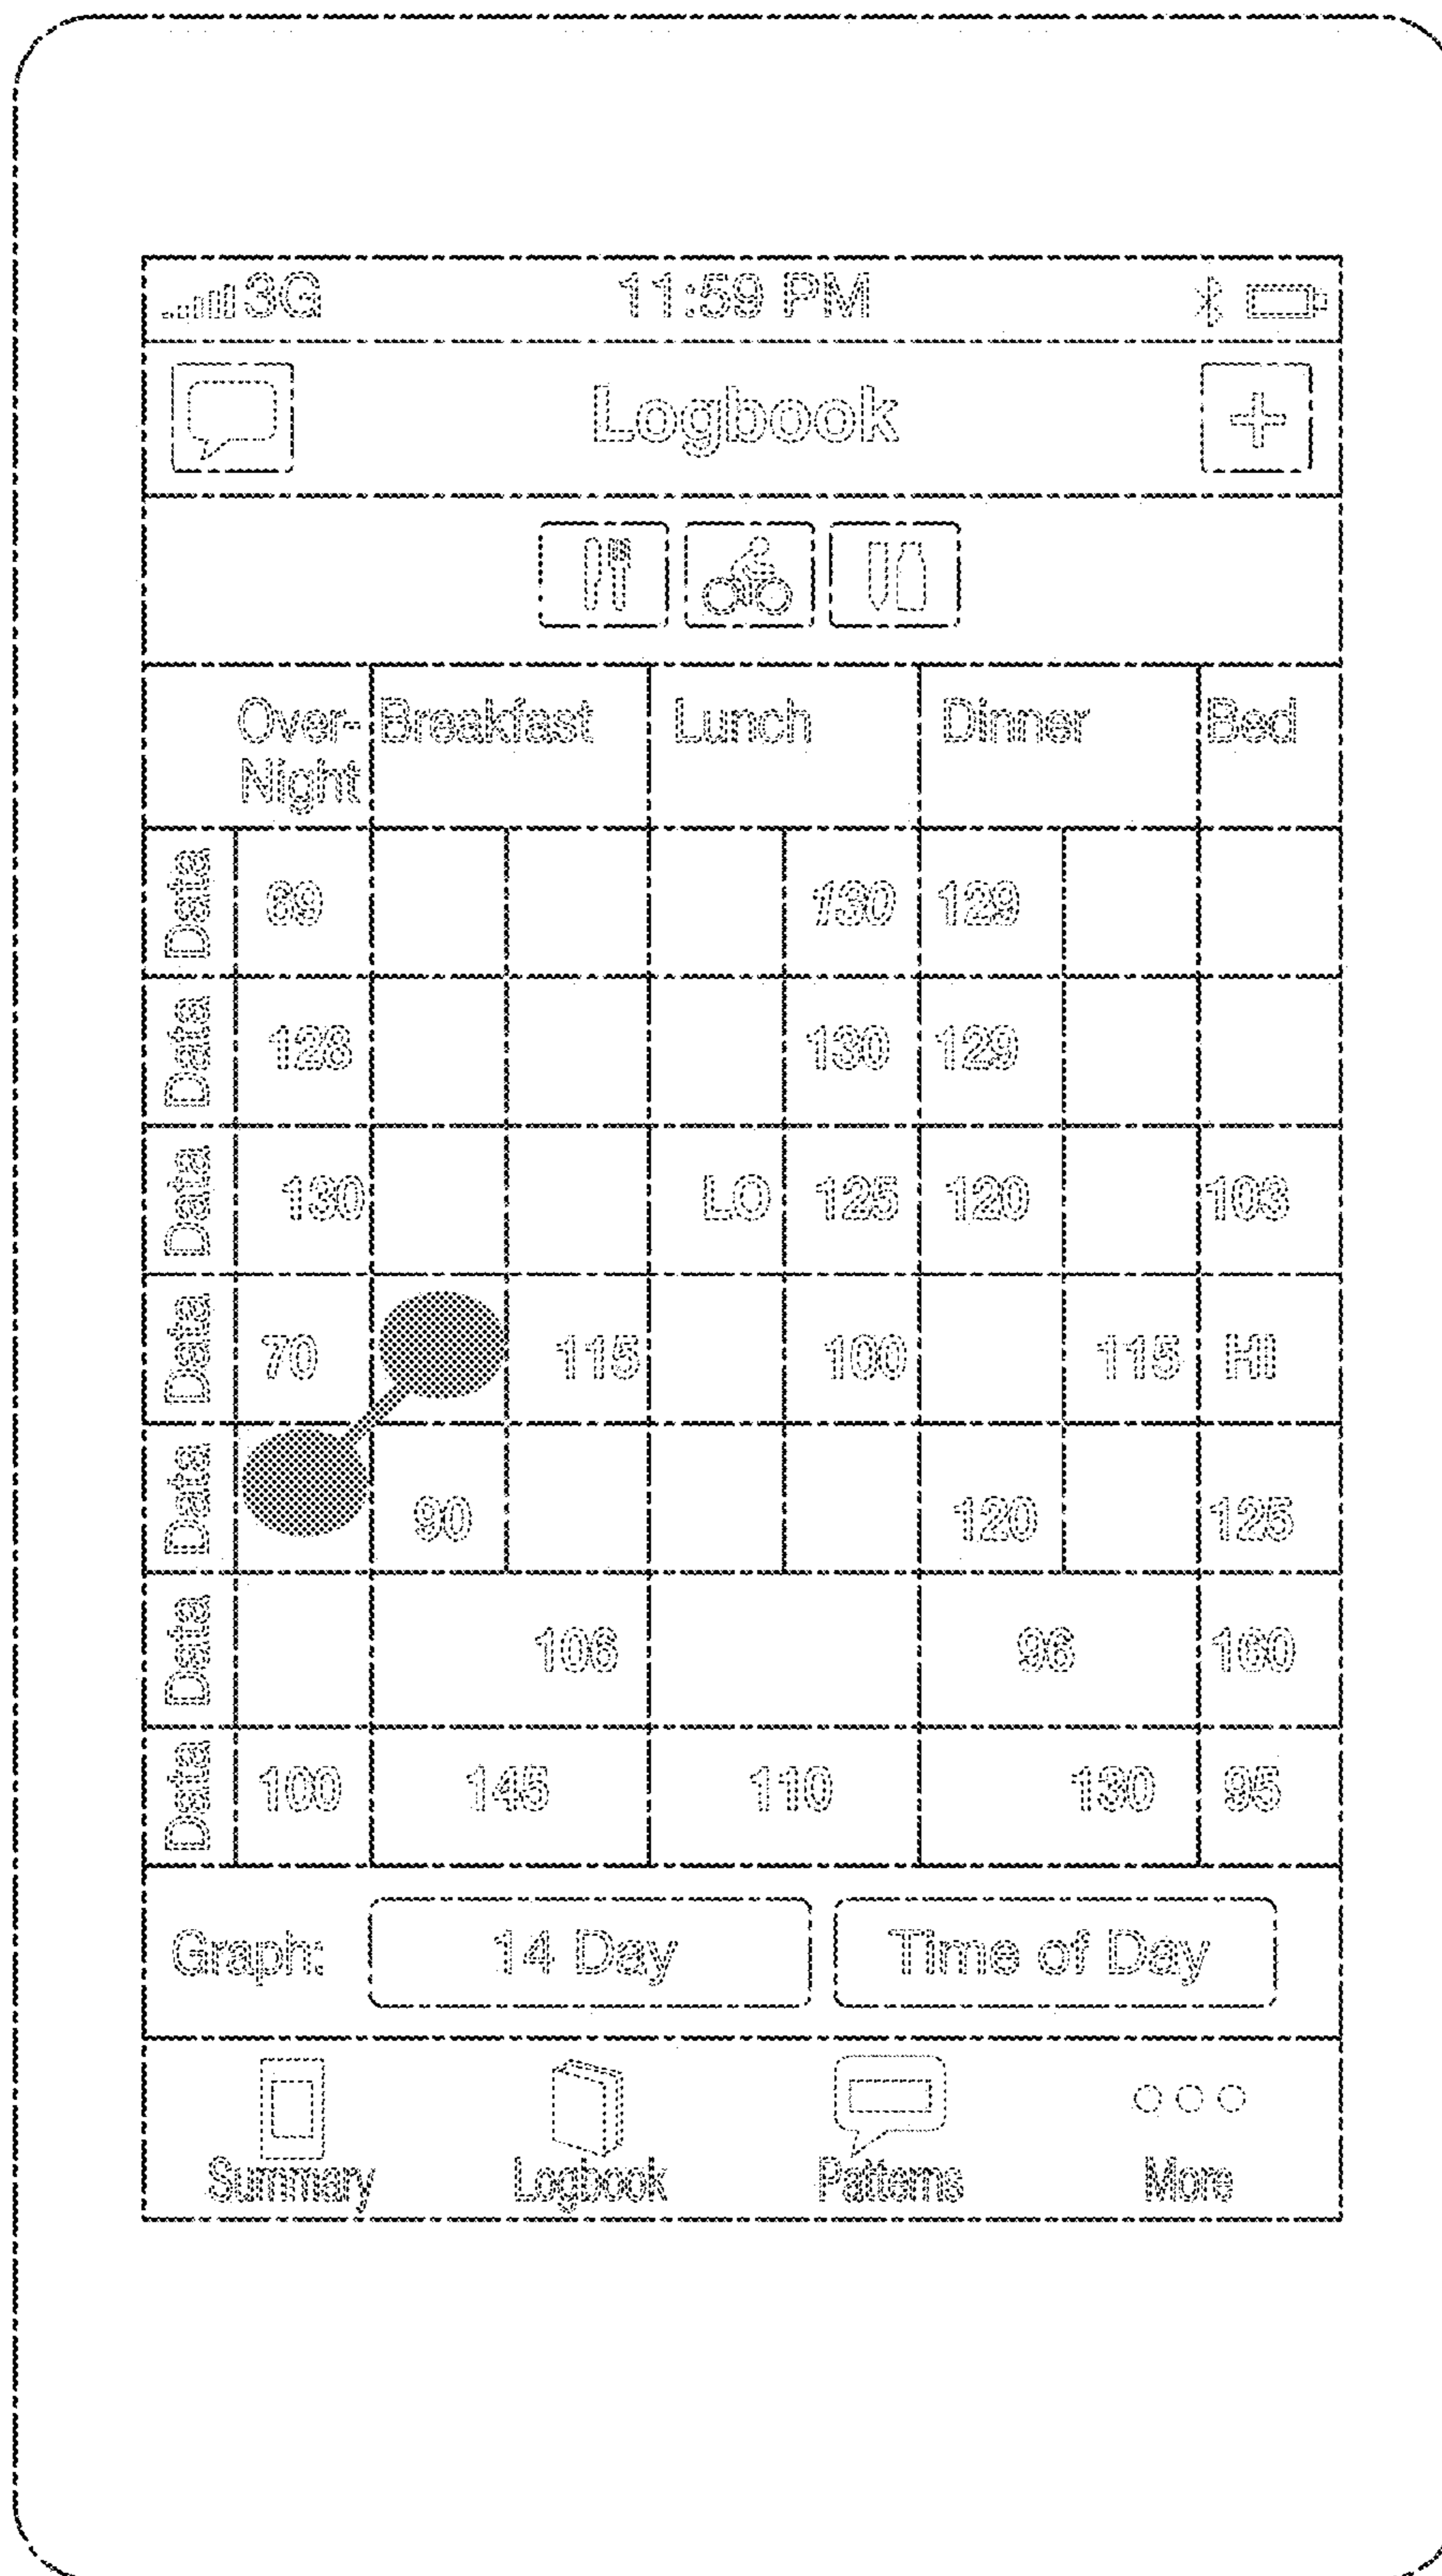 3G 11:59 PM
Logbook
Over-Night Breakfast Lunch Dinner Bed
Data 89 130 129
Data 128 130 129
Data 130 LO 125 120 103
Data 70 115 100 115 HI
Data 90 120 125
Data 106 96 160
Data 100 145 110 130 95
Graph: 14 Day Time of Day
Summary Logbook Patterns More